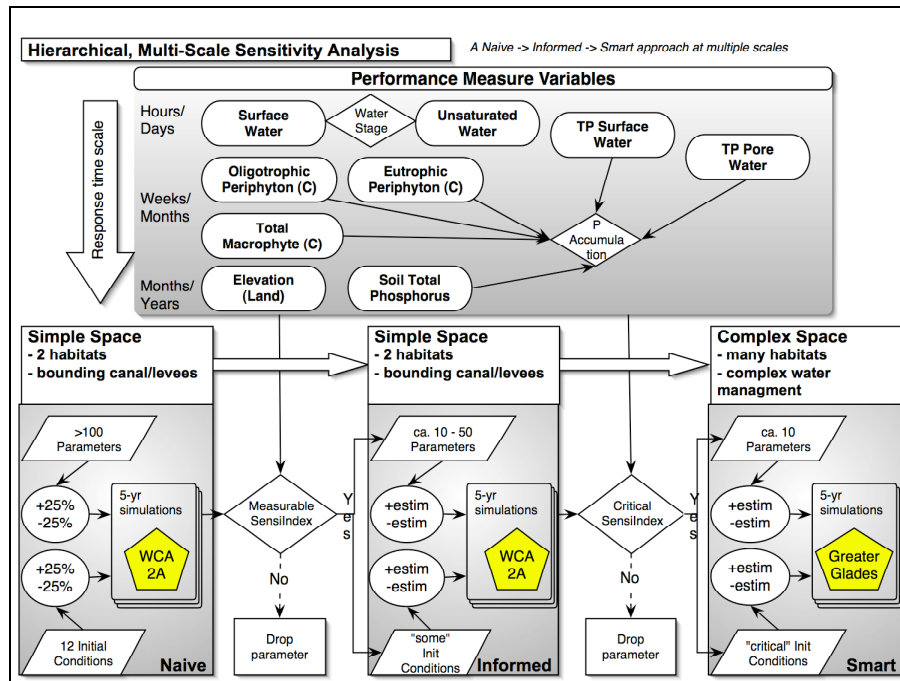 Hierarchical, Multi-Scale Sensitivity Analysis
A Naive -> Informed -> Smart approach at multiple scales
Performance Measure Variables
Response time scale
Hours/
Days
Surface
Water
Water
Stage
Unsaturated
Water
TP Surface
Water
TP Pore
Water
Weeks/
Months
Oligotrophic
Periphyton (C)
Eutrophic
Periphyton (C)
Total
Macrophyte (C)
P
Accumula
tion
Months/
Years
Elevation
(Land)
Soil Total
Phosphorus
Simple Space
- 2 habitats
- bounding canal/levees
Simple Space
- 2 habitats
- bounding canal/levees
Complex Space
- many habitats
- complex water
managment
>100
Parameters
+25%
-25%
+25%
-25%
5-yr
simulations
WCA
2A
12 Initial
Conditions
Naive
Measurable
SensiIndex
Yes
No
Drop
parameter
ca. 10 - 50
Parameters
+estim
-estim
+estim
-estim
5-yr
simulations
WCA
2A
"some"
Init
Conditions
Informed
Critical
SensiIndex
Yes
No
Drop
parameter
ca. 10
Parameters
+estim
-estim
+estim
-estim
5-yr
simulations
Greater
Glades
"critical" Init
Conditions
Smart